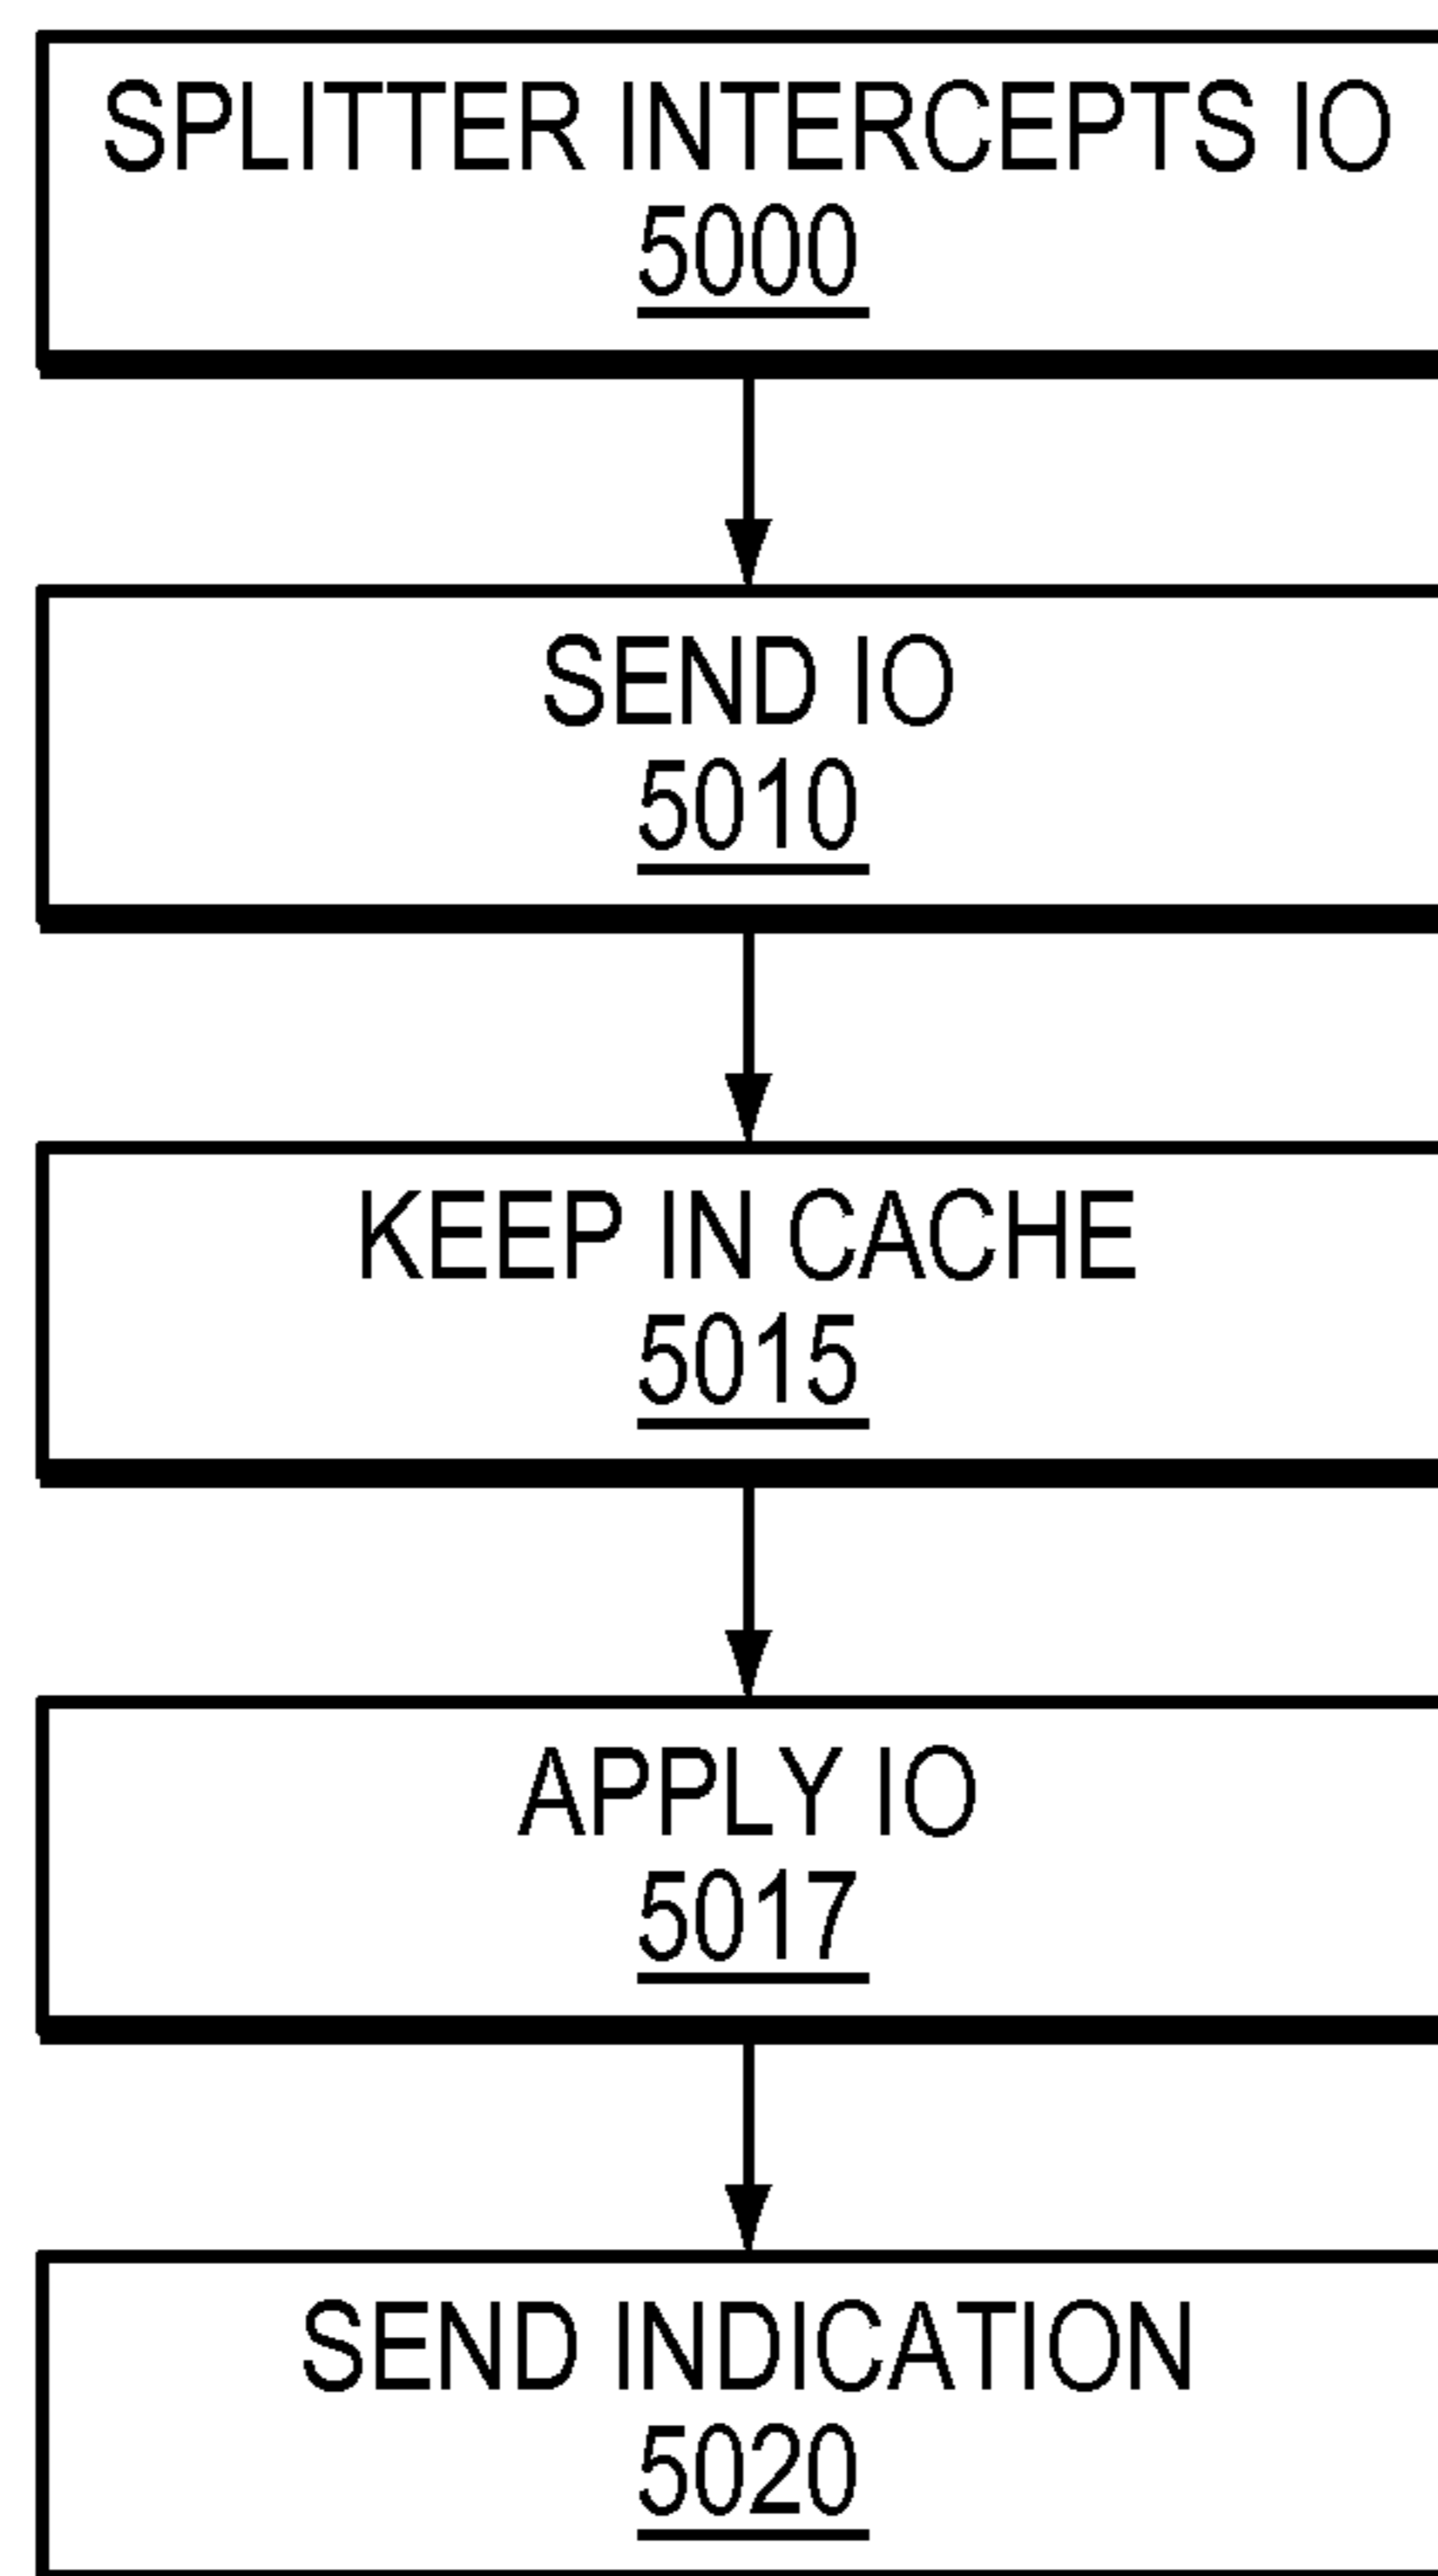 SPLITTER INTERCEPTS IO
5000
SEND IO
5010
KEEP IN CACHE
5015
APPLY IO
5017
SEND INDICATION
5020